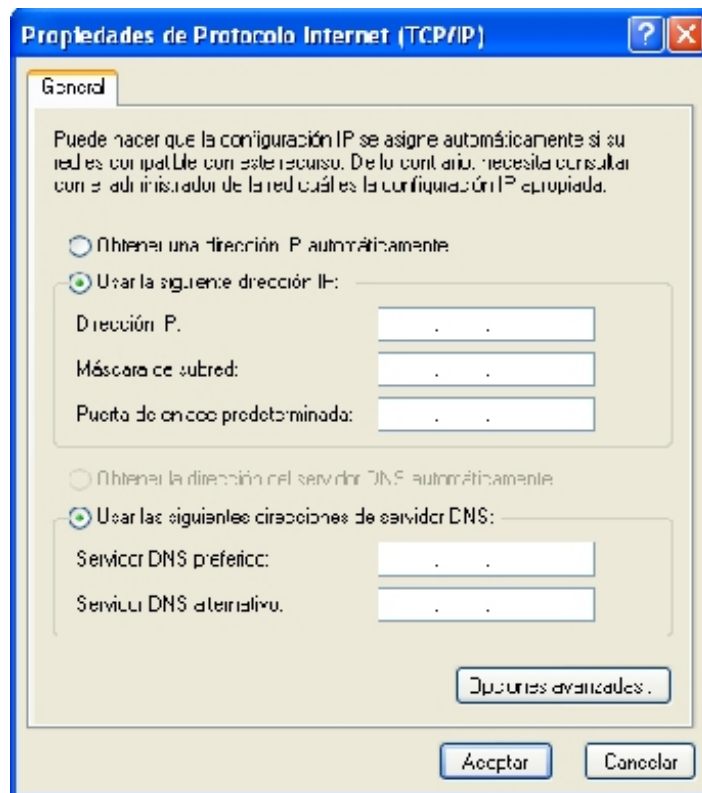 Propiedades de Protocolo Internet (TCP/IP)
General
Puede hacer que la configuración IP se asigne automáticamente si su
red es compatible con este recurso. De lo contrario, necesita consultar
con el administrador de la red cuál es la configuración IP apropiada.
Obtener una dirección IP automáticamente
Usar la siguiente dirección IP:
Dirección IP:
Máscara de subred:
Puerta de enlace predeterminada:
Obtener la dirección del servidor DNS automáticamente
Usar las siguientes direcciones de servidor DNS:
Servidor DNS preferido:
Servidor DNS alternativo:
Opciones avanzadas...
Aceptar
Cancelar